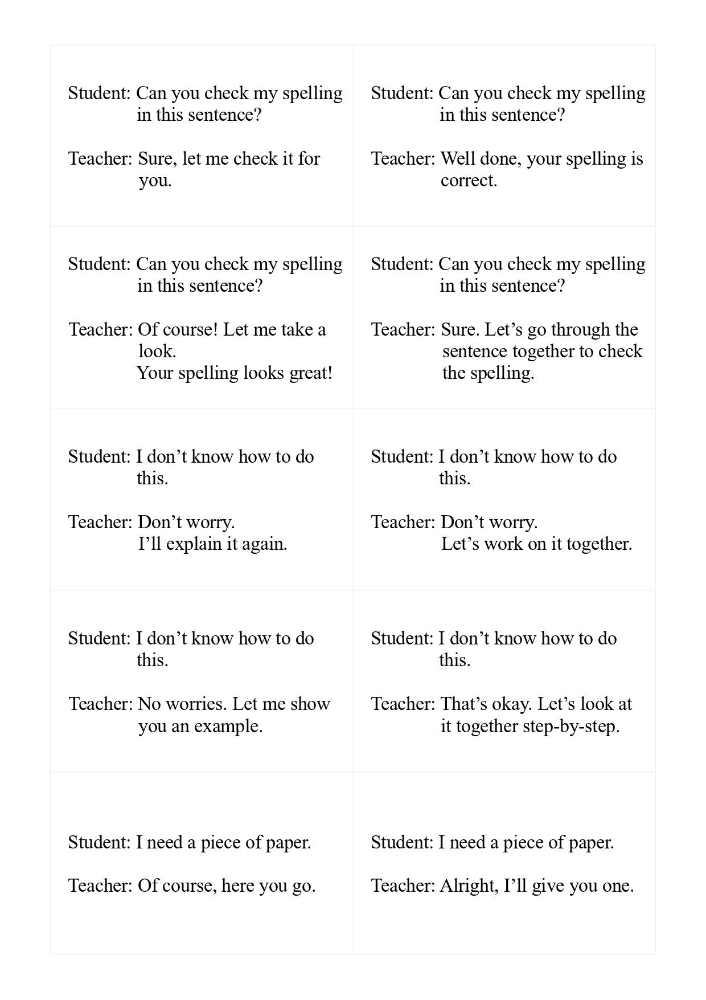 Student: Can you check my spelling
in this sentence?
Teacher: Sure, let me check it for
you.
Student: Can you check my spelling
in this sentence?
Teacher: Well done, your spelling is
correct.
Student: Can you check my spelling
in this sentence?
Teacher: Of course! Let me take a
look.
Your spelling looks great!
Student: Can you check my spelling
in this sentence?
Teacher: Sure. Let’s go through the
sentence together to check
the spelling.
Student: I don’t know how to do
this.
Teacher: Don’t worry.
I’ll explain it again.
Student: I don’t know how to do
this.
Teacher: Don’t worry.
Let’s work on it together.
Student: I don’t know how to do
this.
Teacher: No worries. Let me show
you an example.
Student: I don’t know how to do
this.
Teacher: That’s okay. Let’s look at
it together step-by-step.
Student: I need a piece of paper.
Teacher: Of course, here you go.
Student: I need a piece of paper.
Teacher: Alright, I’ll give you one.